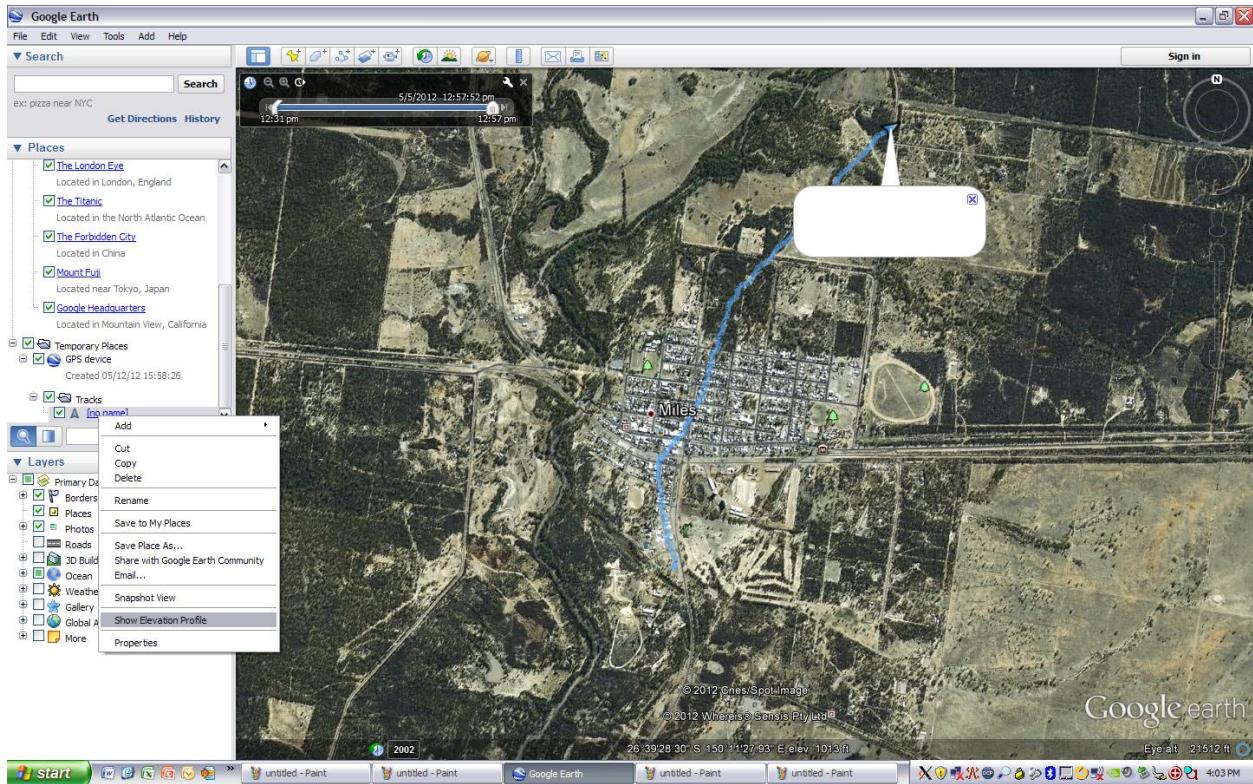 Google Earth
File Edit View Tools Add Help
Search
Search
ex: pizza near NYC
Get Directions History
Places
The London Eye
Located in London, England
The Titanic
Located in the North Atlantic Ocean
The Forbidden City
Located in China
Mount Fuji
Located near Tokyo, Japan
Google Headquarters
Located in Mountain View, California
Temporary Places
GPS device
Created 05/12/12 15:58:26
Tracks
[no name]
Add
Cut
Copy
Delete
Rename
Save to My Places
Save Place As...
Share with Google Earth Community
Email...
Snapshot View
Show Elevation Profile
Properties
Layers
Primary Da
Borders
Places
Photos
Roads
3D Build
Ocean
Weathe
Gallery
Global A
More
Sign in
5/5/2012 12:57:52 pm
12:31 pm 12:57 pm
N
Miles
© 2012 Cnes/Spot Image
© 2012 Whereis® Sensis Pty Ltd
Google earth
2002
26°39'28.30" S 150°11'27.93" E elev 1013 ft
Eye alt 21512 ft
start
untitled - Paint
untitled - Paint
Google Earth
untitled - Paint
untitled - Paint
4:03 PM